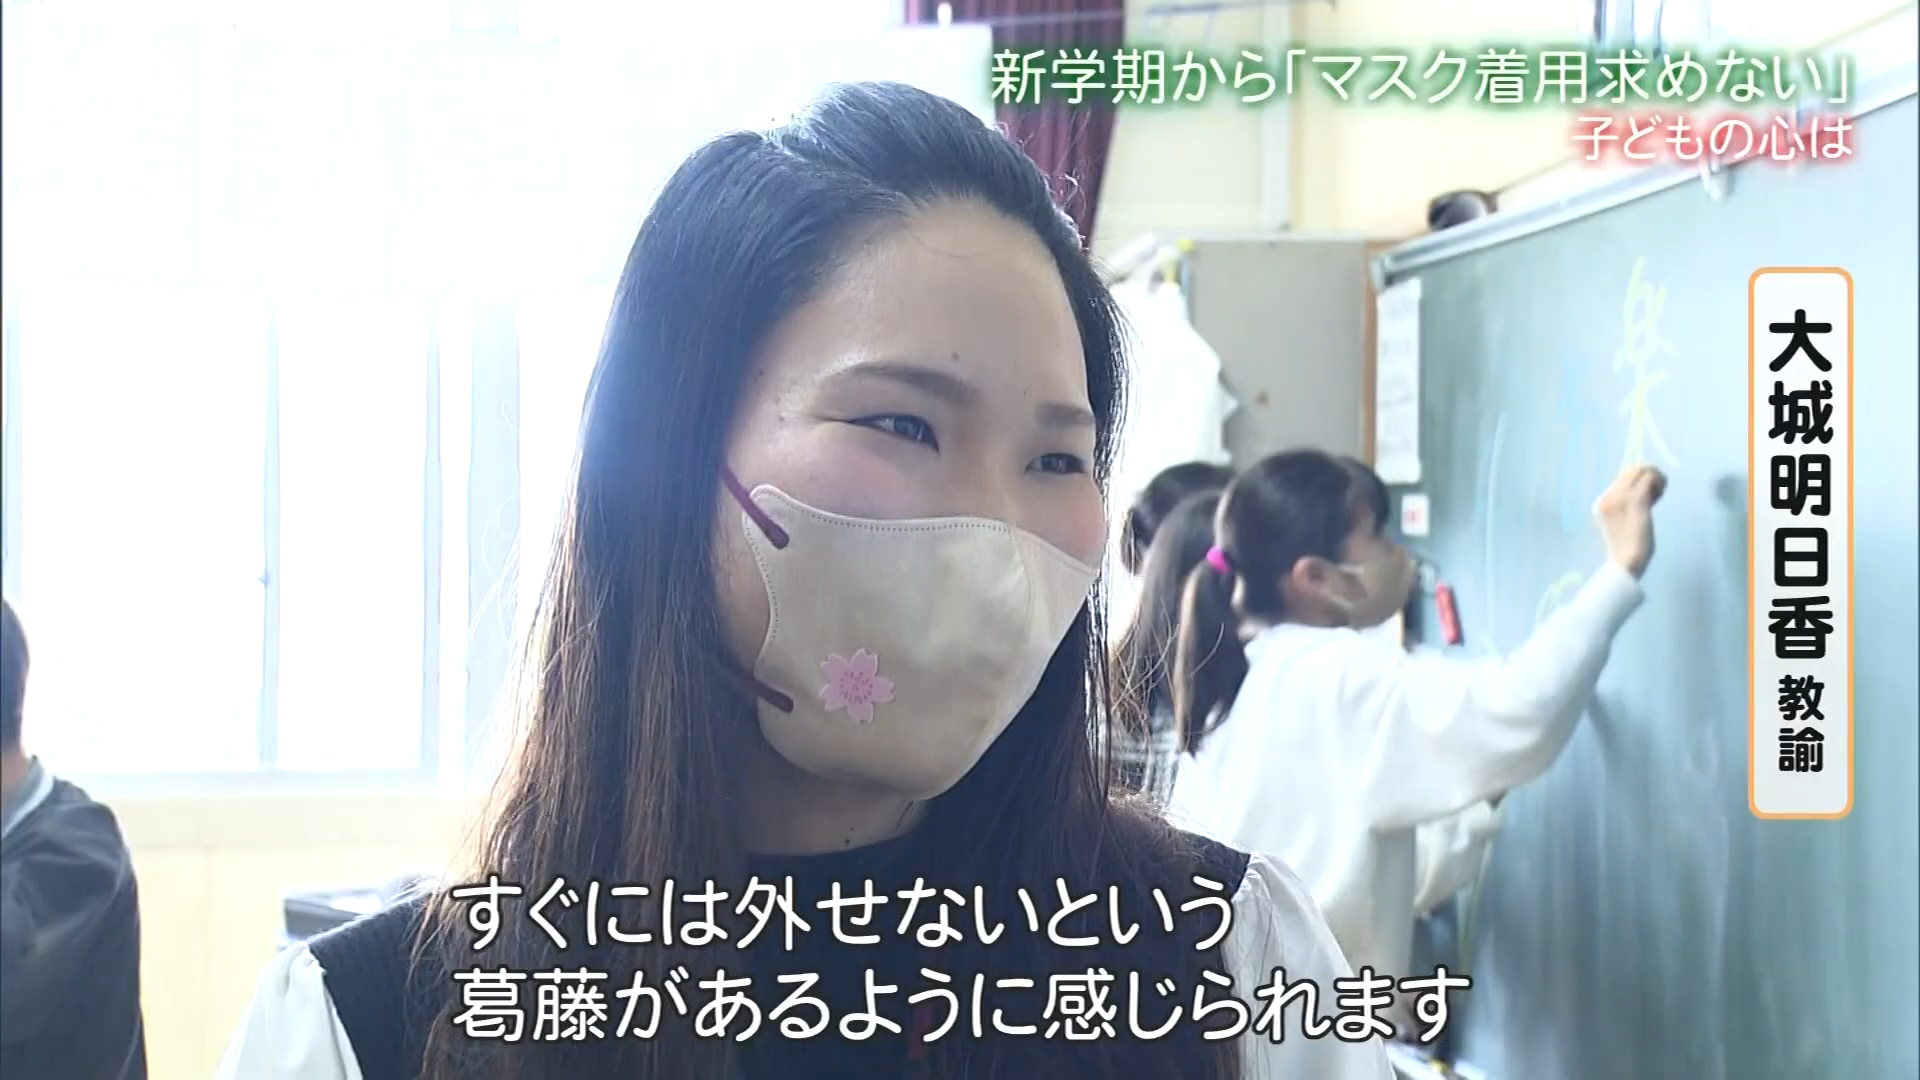 新学期から「マスク着用求めない」
子どもの心は
大城明日香 教諭
楽
すぐには外せないという
葛藤があるように感じられます